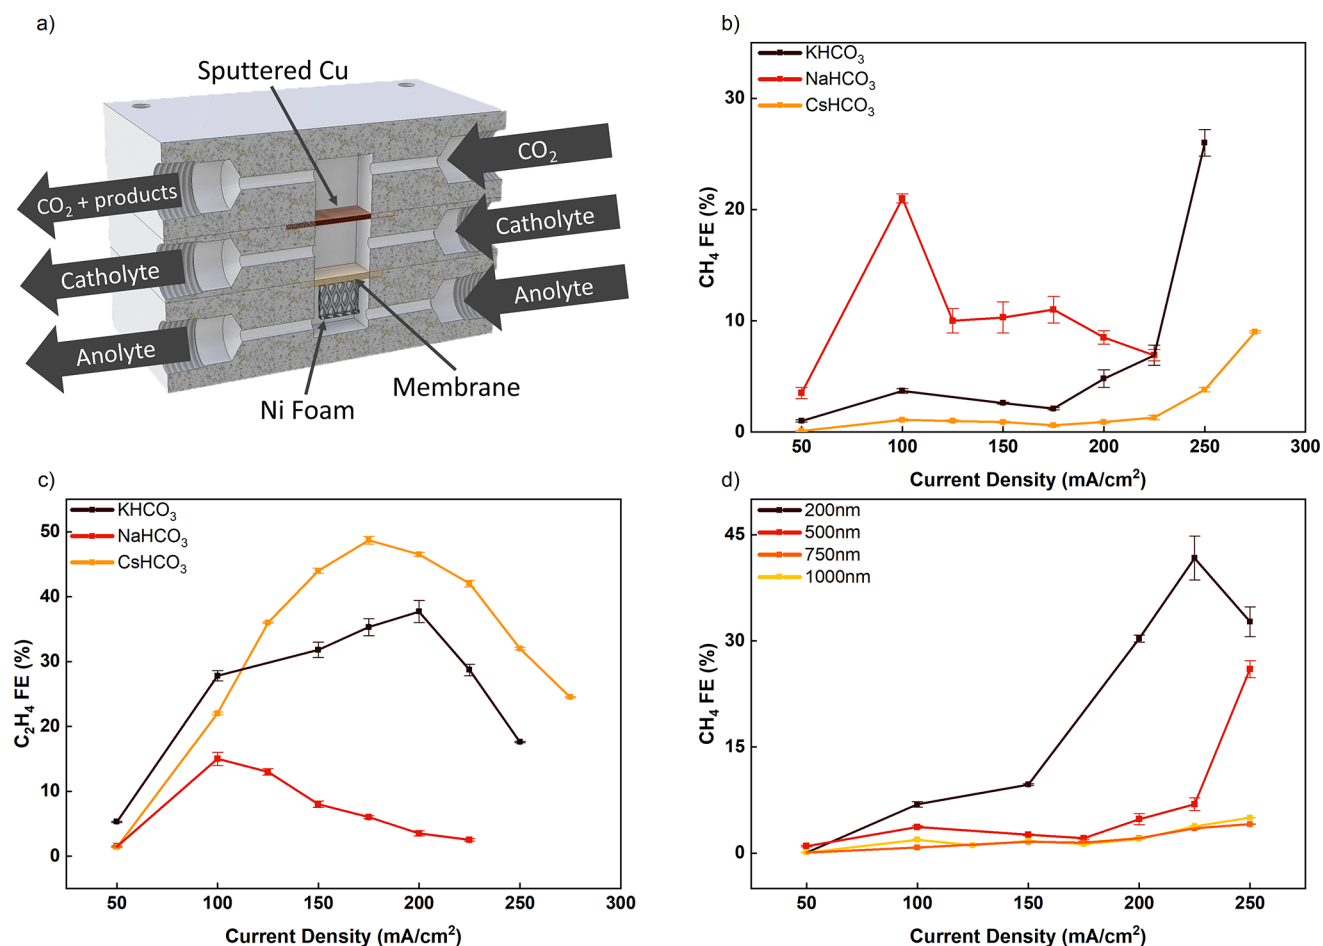 a)
Sputtered Cu
CO₂
CO₂ + products
Catholyte
Catholyte
Anolyte
Anolyte
Membrane
Ni Foam
b)
KHCO₃
NaHCO₃
CsHCO₃
CH₄ FE (%)
30
20
10
0
50 100 150 200 250 300
Current Density (mA/cm²)
c)
KHCO₃
NaHCO₃
CsHCO₃
C₂H₄ FE (%)
50
40
30
20
10
0
50 100 150 200 250 300
Current Density (mA/cm²)
d)
200nm
500nm
750nm
1000nm
CH₄ FE (%)
45
30
15
0
50 100 150 200 250
Current Density (mA/cm²)